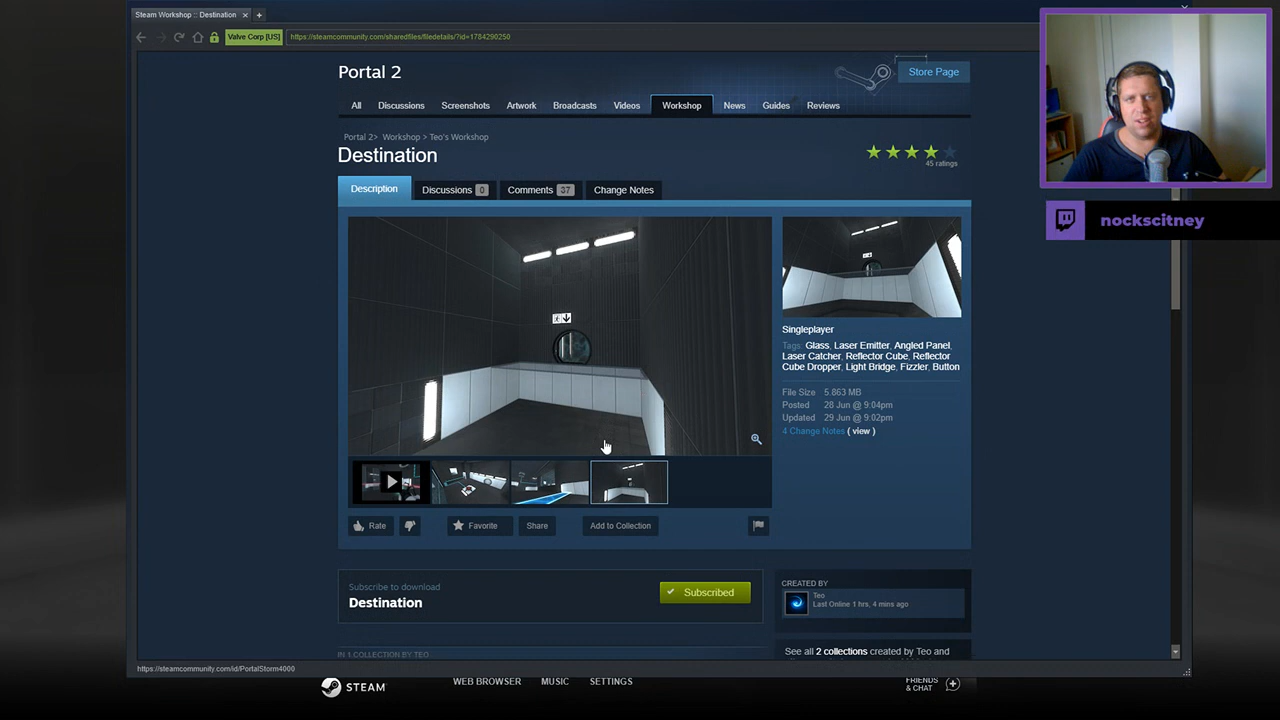 Steam Workshop :: Destination × +
Valve Corp [US] https://steamcommunity.com/sharedfiles/filedetails/?id=1784290250
Portal 2
Store Page
All Discussions Screenshots Artwork Broadcasts Videos Workshop News Guides Reviews
Portal 2> Workshop > Teo's Workshop
Destination
45 ratings
Description Discussions 0 Comments 37 Change Notes
Singleplayer
Tags: Glass, Laser Emitter, Angled Panel,
Laser Catcher, Reflector Cube, Reflector
Cube Dropper, Light Bridge, Fizzler, Button
File Size 5.863 MB
Posted 28 Jun @ 9:04pm
Updated 29 Jun @ 9:02pm
4 Change Notes ( view )
Rate Favorite Share Add to Collection
Subscribe to download
Destination
Subscribed
CREATED BY
Teo
Last Online 1 hrs, 4 mins ago
IN 1 COLLECTION BY TEO
See all 2 collections created by Teo and
https://steamcommunity.com/id/PortalStorm4000
STEAM
WEB BROWSER MUSIC SETTINGS
FRIENDS
& CHAT
nockscitney